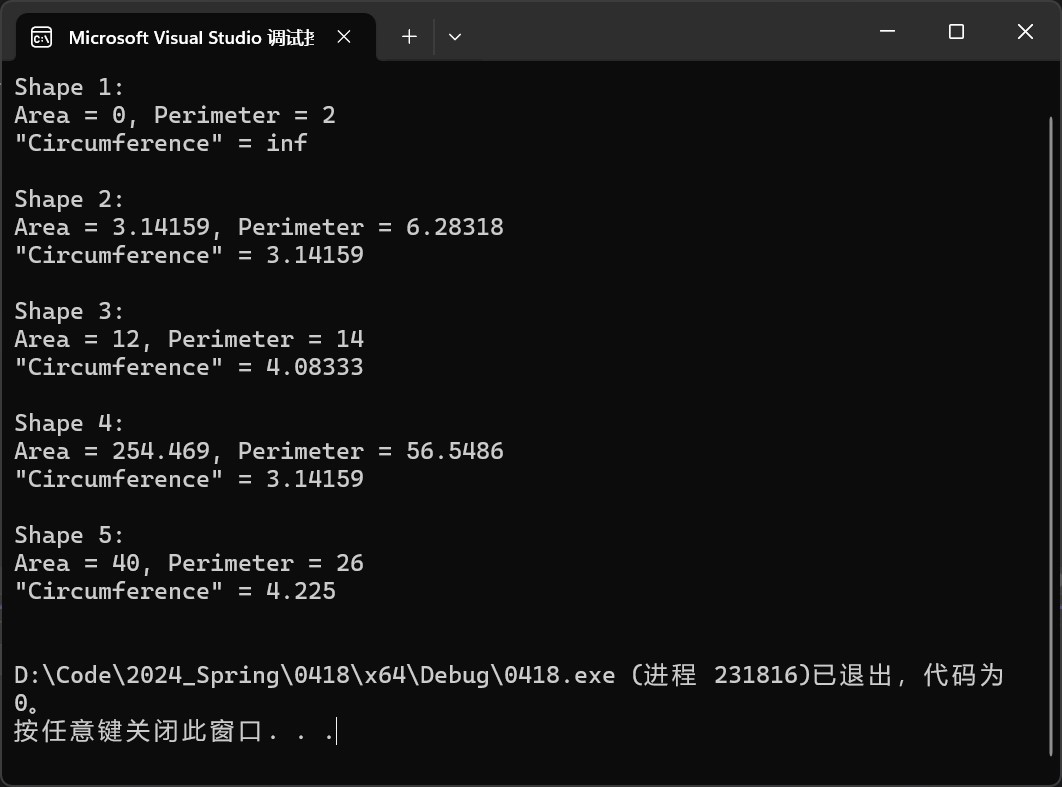 Microsoft Visual Studio 调试
Shape 1:
Area = 0, Perimeter = 2
"Circumference" = inf
Shape 2:
Area = 3.14159, Perimeter = 6.28318
"Circumference" = 3.14159
Shape 3:
Area = 12, Perimeter = 14
"Circumference" = 4.08333
Shape 4:
Area = 254.469, Perimeter = 56.5486
"Circumference" = 3.14159
Shape 5:
Area = 40, Perimeter = 26
"Circumference" = 4.225
D:\Code\2024_Spring\0418\x64\Debug\0418.exe (进程 231816)已退出，代码为
0。
按任意键关闭此窗口. . .